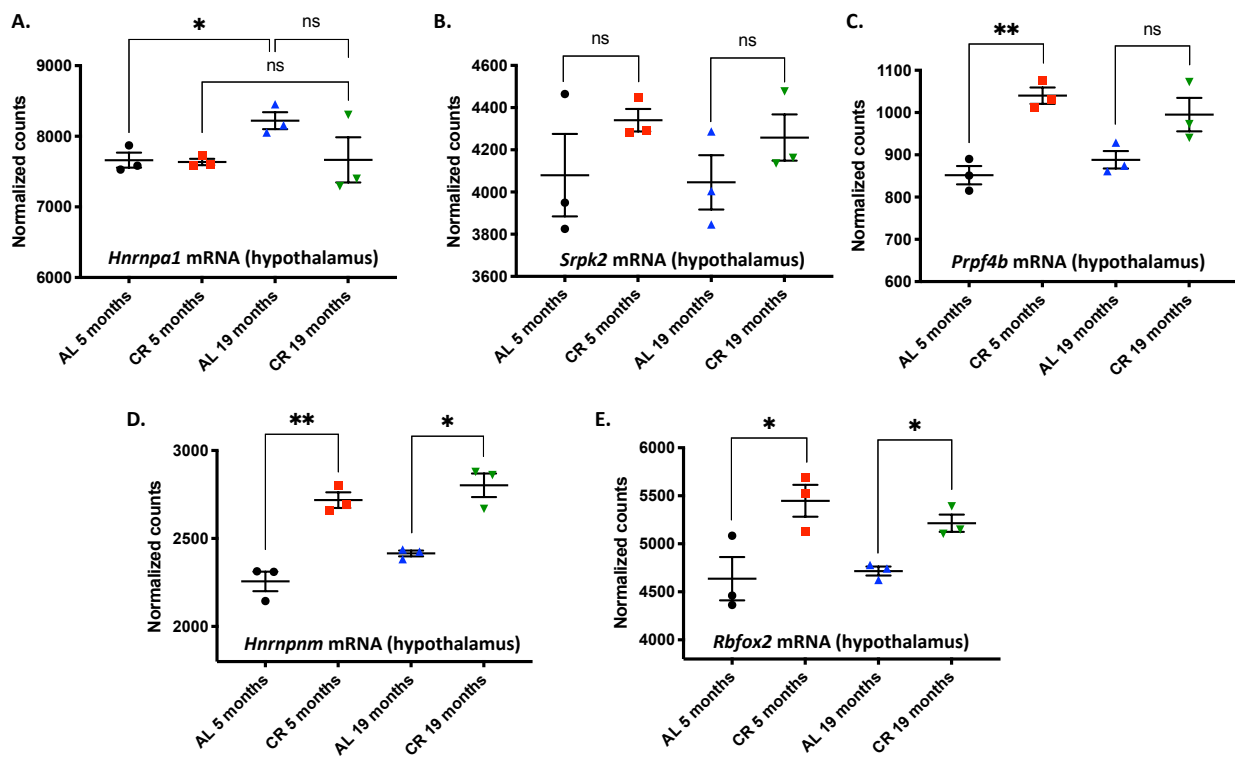 A.
*
ns
ns
Normalized counts
9000
8000
7000
6000
Hnrnpa1 mRNA (hypothalamus)
AL 5 months
CR 5 months
AL 19 months
CR 19 months
B.
ns
ns
Normalized counts
4600
4400
4200
4000
3800
3600
Srpk2 mRNA (hypothalamus)
AL 5 months
CR 5 months
AL 19 months
CR 19 months
C.
**
ns
Normalized counts
1100
1000
900
800
700
600
Prpf4b mRNA (hypothalamus)
AL 5 months
CR 5 months
AL 19 months
CR 19 months
D.
**
*
Normalized counts
3000
2500
2000
Hnrnpnm mRNA (hypothalamus)
AL 5 months
CR 5 months
AL 19 months
CR 19 months
E.
*
*
Normalized counts
6000
5500
5000
4500
4000
Rbfox2 mRNA (hypothalamus)
AL 5 months
CR 5 months
AL 19 months
CR 19 months